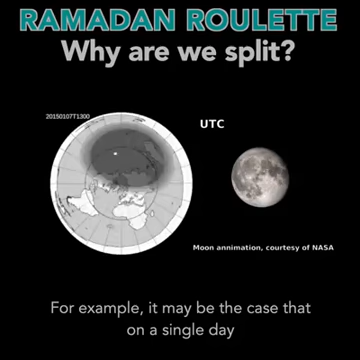 RAMADAN ROULETTE
Why are we split?
20150107T1300
UTC
Moon annimation, courtesy of NASA
For example, it may be the case that
on a single day